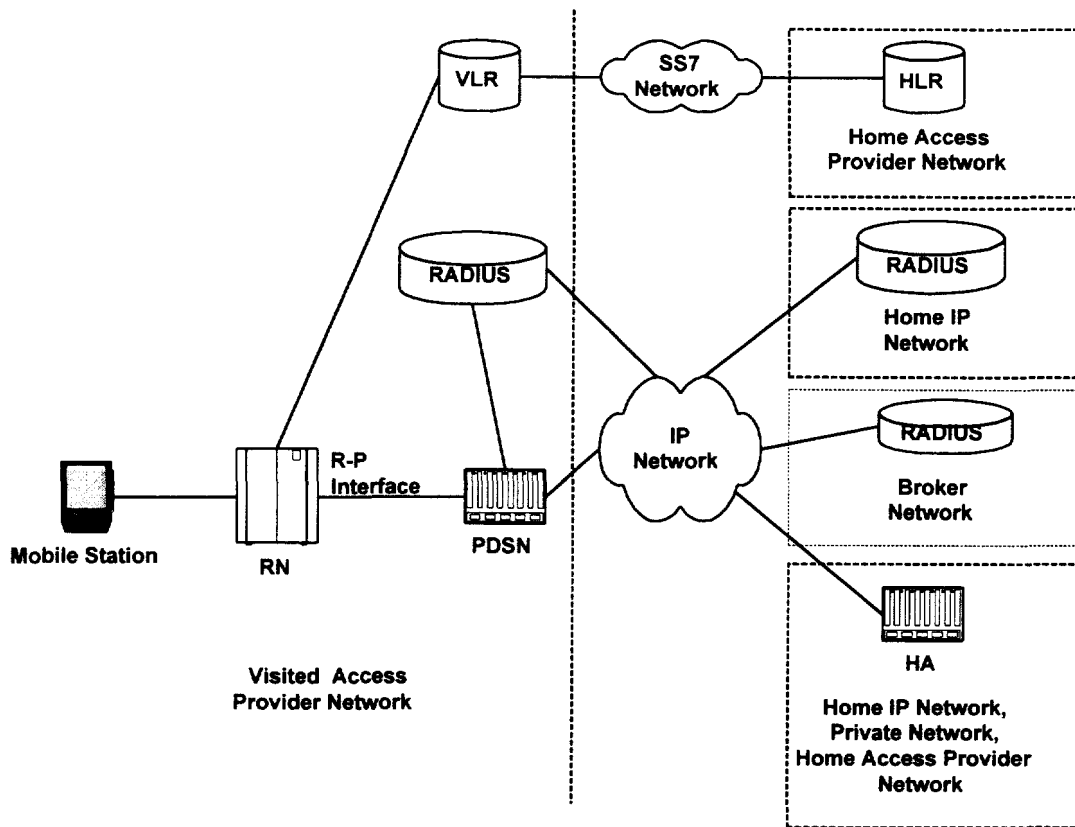 VLR
SS7
Network
HLR
Home Access
Provider Network
RADIUS
RADIUS
Home IP
Network
IP
Network
RADIUS
Broker
Network
R-P
Interface
Mobile Station
RN
PDSN
HA
Visited Access
Provider Network
Home IP Network,
Private Network,
Home Access Provider
Network